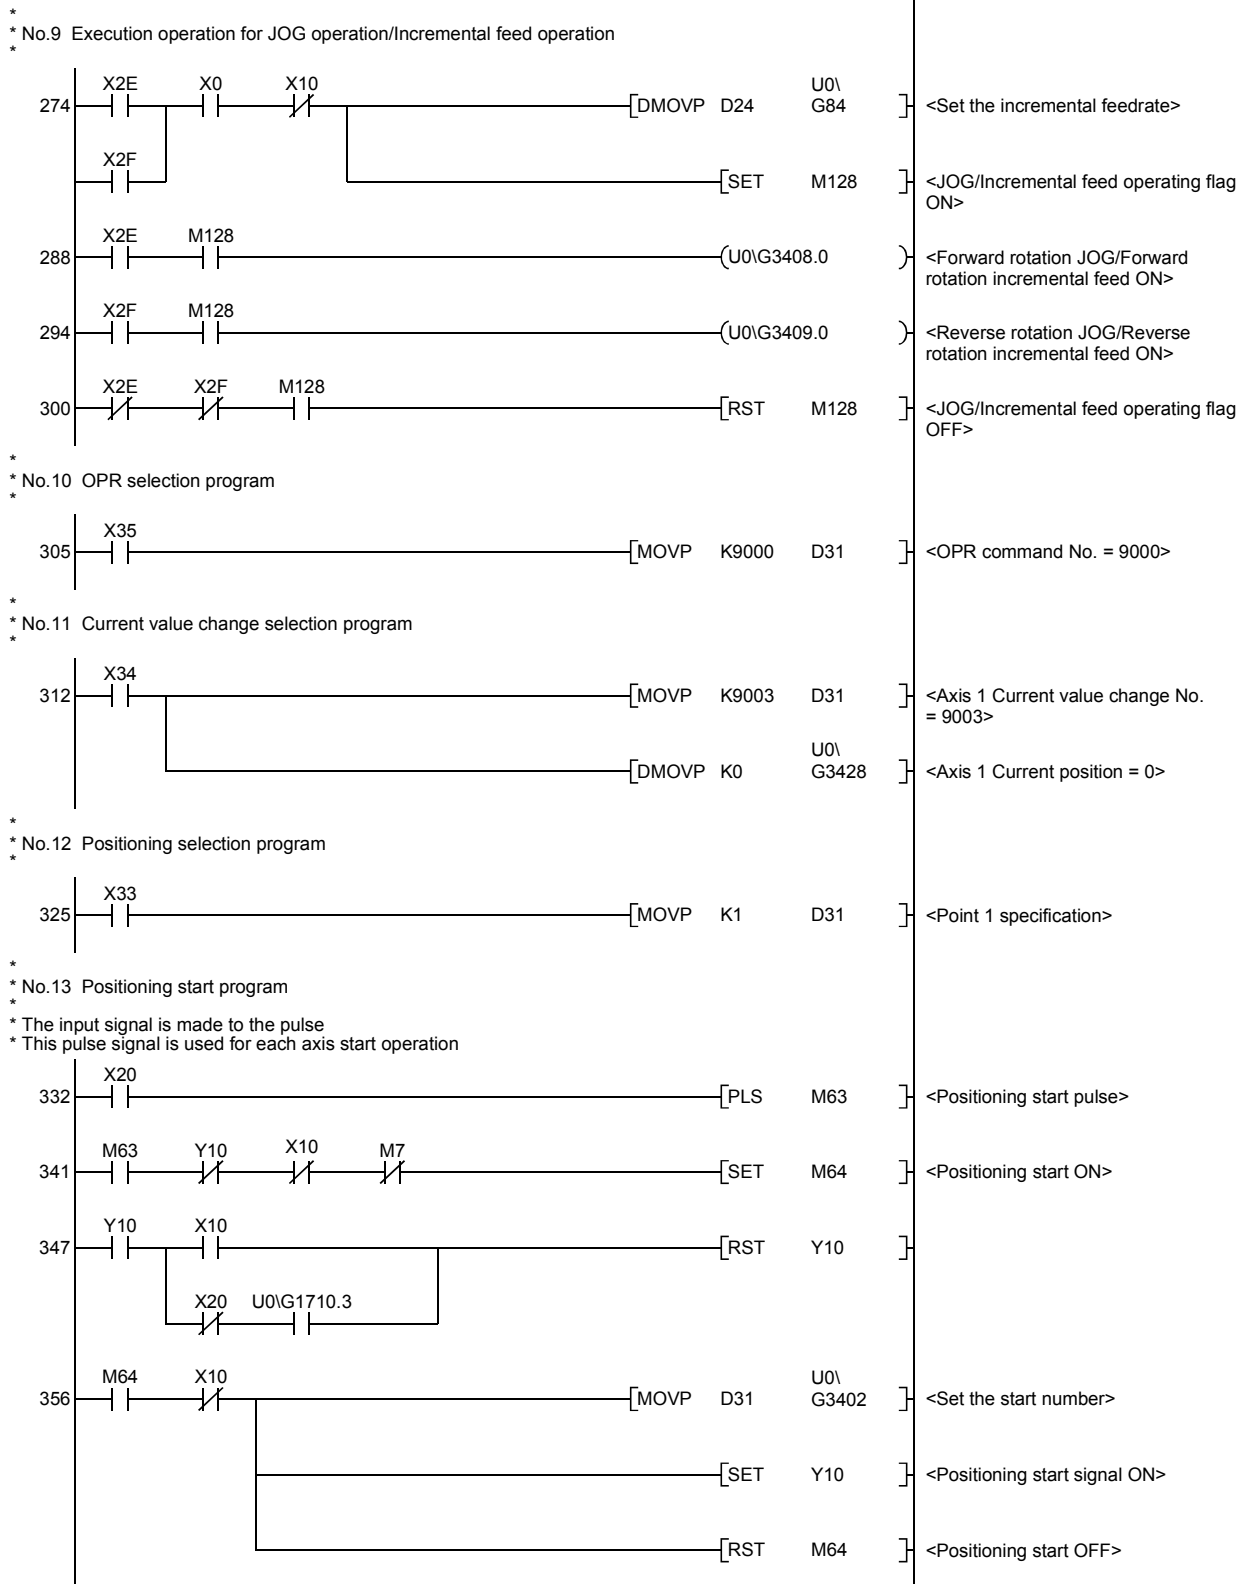 *
* No.9 Execution operation for JOG operation/Incremental feed operation
*
X2E X0 X10 U0\
274 DMOVP D24 G84 <Set the incremental feedrate>
X2F
SET M128 <JOG/Incremental feed operating flag
ON>
X2E M128
288 U0\G3408.0 <Forward rotation JOG/Forward
rotation incremental feed ON>
X2F M128
294 U0\G3409.0 <Reverse rotation JOG/Reverse
rotation incremental feed ON>
X2E X2F M128
300 RST M128 <JOG/Incremental feed operating flag
OFF>
*
* No.10 OPR selection program
*
X35
305 MOVP K9000 D31 <OPR command No. = 9000>
*
* No.11 Current value change selection program
*
X34
312 MOVP K9003 D31 <Axis 1 Current value change No.
= 9003>
U0\
DMOVP K0 G3428 <Axis 1 Current position = 0>
*
* No.12 Positioning selection program
*
X33
325 MOVP K1 D31 <Point 1 specification>
*
* No.13 Positioning start program
*
* The input signal is made to the pulse
* This pulse signal is used for each axis start operation
X20
332 PLS M63 <Positioning start pulse>
M63 Y10 X10 M7
341 SET M64 <Positioning start ON>
Y10 X10
347 RST Y10
X20 U0\G1710.3
M64 X10 U0\
356 MOVP D31 G3402 <Set the start number>
SET Y10 <Positioning start signal ON>
RST M64 <Positioning start OFF>